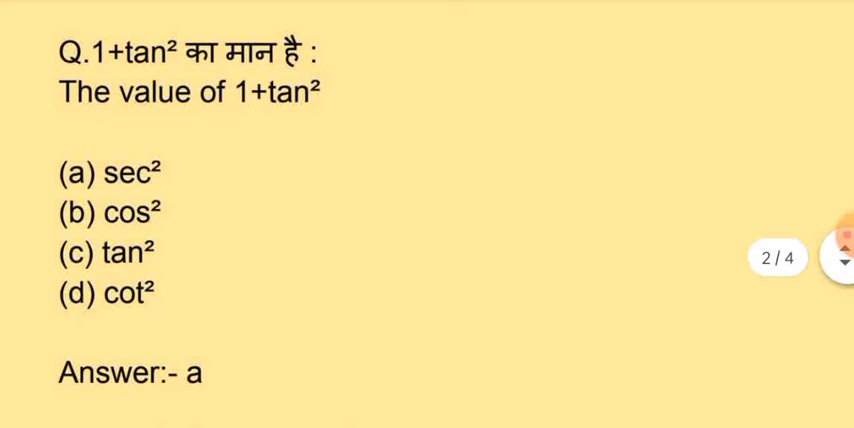 Q.1+tan² का मान है :
The value of 1+tan²
(a) sec²
(b) cos²
(c) tan²
(d) cot²
2 / 4
Answer:- a